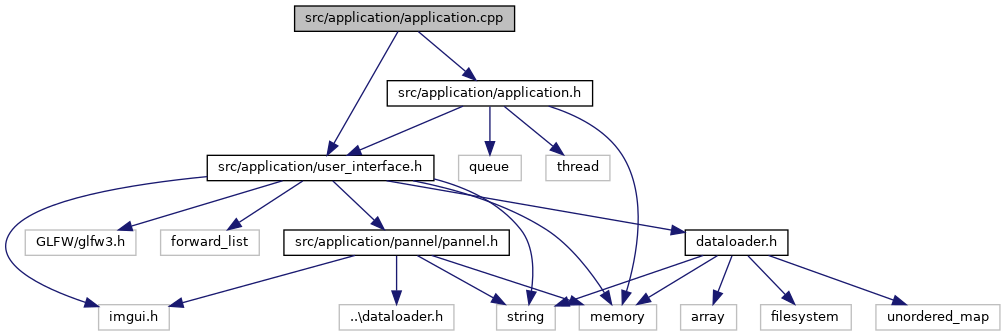 src/application/application.cpp
src/application/application.h
src/application/user_interface.h
queue
thread
GLFW/glfw3.h
forward_list
src/application/pannel/pannel.h
dataloader.h
imgui.h
..\dataloader.h
string
memory
array
filesystem
unordered_map